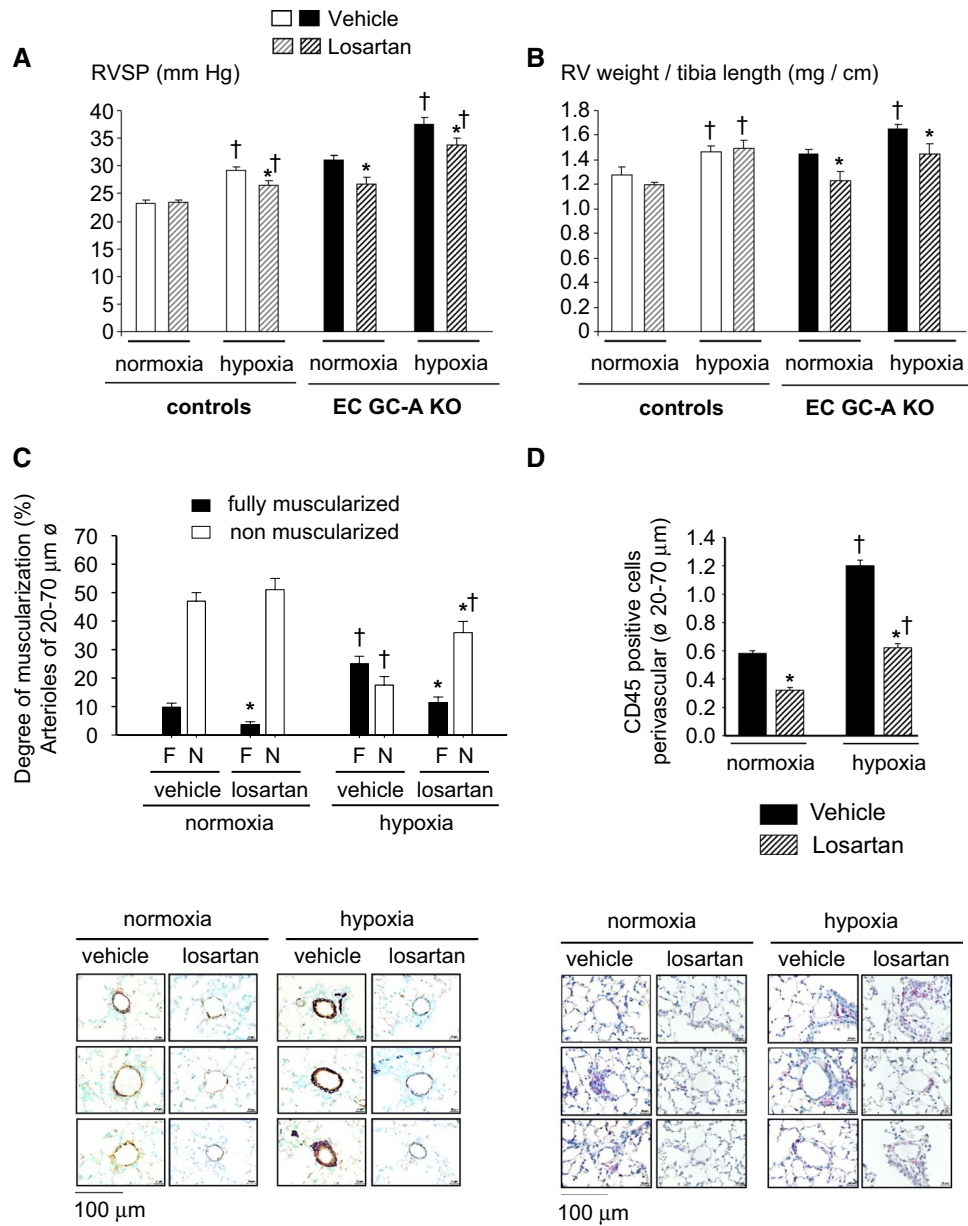 Vehicle
Losartan
A
RVSP (mm Hg)
40
35
30
25
20
15
10
5
0
† *† * † *†
normoxia hypoxia normoxia hypoxia
controls EC GC-A KO
B
RV weight / tibia length (mg / cm)
1.8
1.6
1.4
1.2
1.0
0.8
0.6
0.4
0.2
0
† † * † *
normoxia hypoxia normoxia hypoxia
controls EC GC-A KO
C
fully muscularized
non muscularized
Degree of muscularization (%)
Arterioles of 20-70 μm ø
70
60
50
40
30
20
10
0
* † † * *†
F N F N F N F N
vehicle losartan vehicle losartan
normoxia hypoxia
D
CD45 positive cells
perivascular (ø 20-70 μm)
1.4
1.2
1.0
0.8
0.6
0.4
0.2
0.0
* † *†
normoxia hypoxia
Vehicle
Losartan
normoxia hypoxia
vehicle losartan vehicle losartan
100 μm
normoxia hypoxia
vehicle losartan vehicle losartan
100 μm